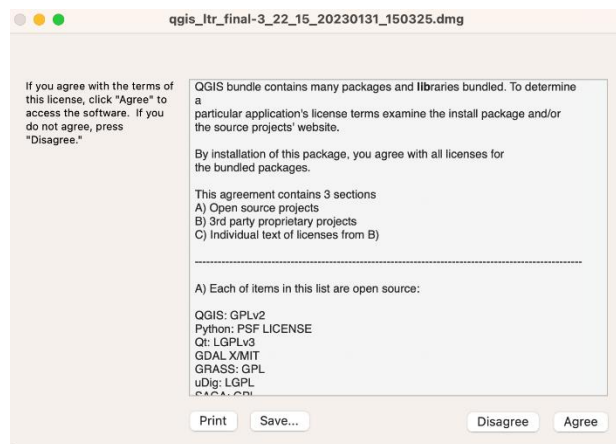 qgis_ltr_final-3_22_15_20230131_150325.dmg
If you agree with the terms of
this license, click "Agree" to
access the software. If you
do not agree, press
"Disagree."
QGIS bundle contains many packages and libraries bundled. To determine
a
particular application's license terms examine the install package and/or
the source projects' website.
By installation of this package, you agree with all licenses for
the bundled packages.
This agreement contains 3 sections
A) Open source projects
B) 3rd party proprietary projects
C) Individual text of licenses from B)
A) Each of items in this list are open source:
QGIS: GPLv2
Python: PSF LICENSE
Qt: LGPLv3
GDAL X/MIT
GRASS: GPL
uDig: LGPL
SAGA: GPL
Print Save... Disagree Agree